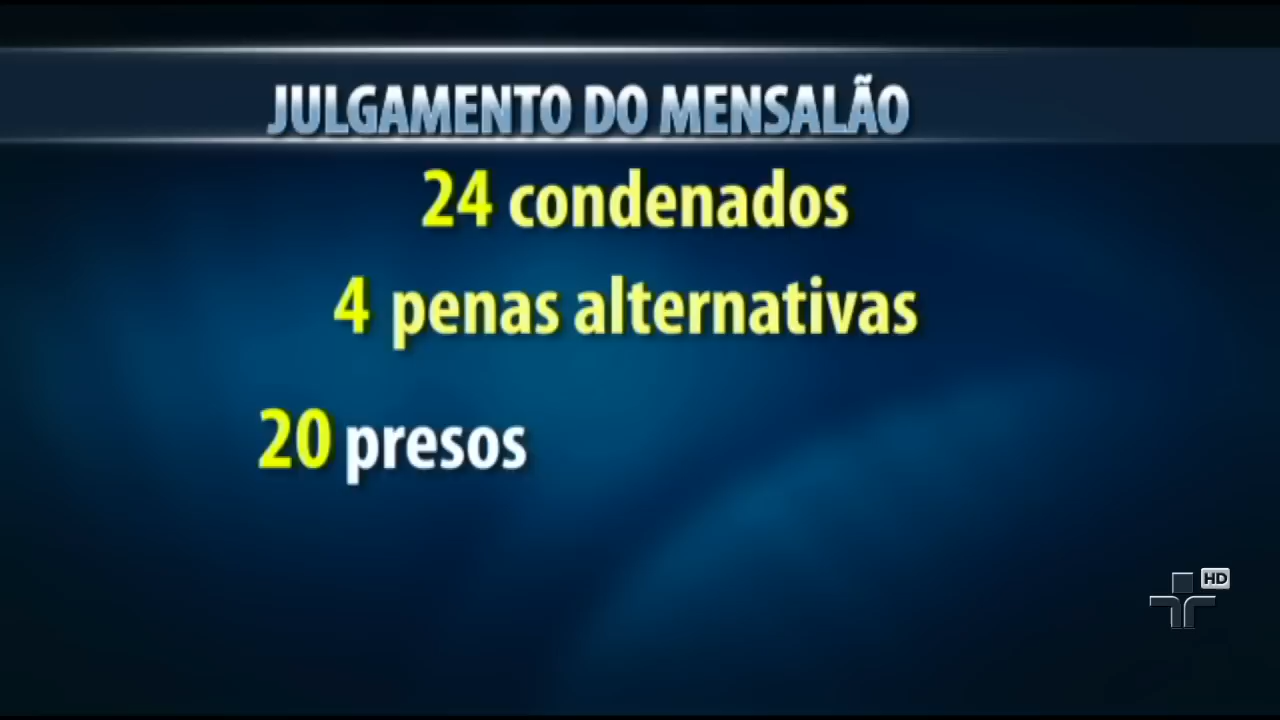 JULGAMENTO DO MENSALÃO
24 condenados
4 penas alternativas
20 presos
HD